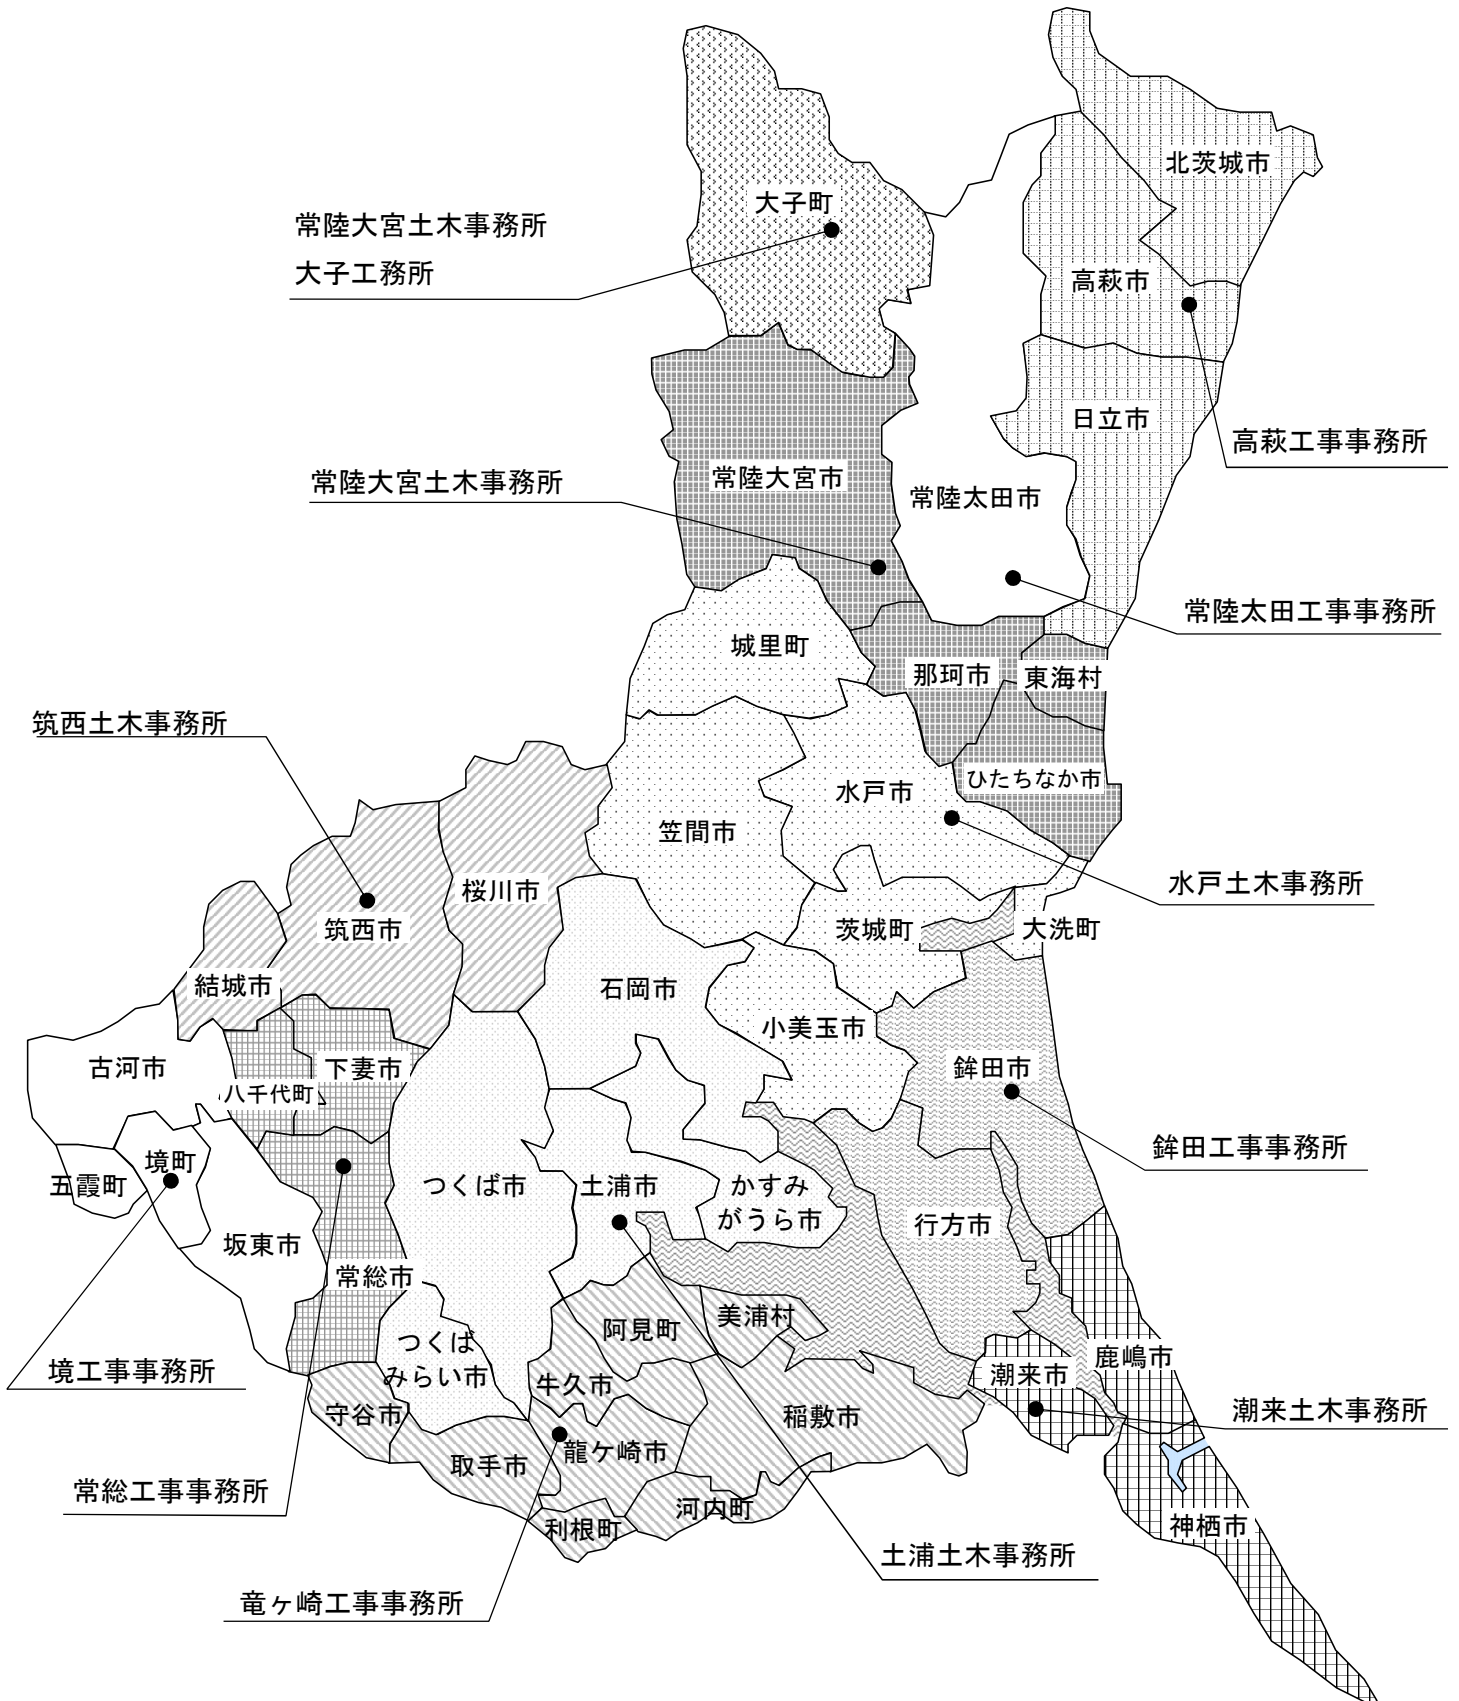 北茨城市
大子町
常陸大宮土木事務所
大子工務所
高萩市
日立市
高萩工事事務所
常陸大宮市
常陸大宮土木事務所
常陸太田市
常陸太田工事事務所
城里町
那珂市
東海村
筑西土木事務所
ひたちなか市
水戸市
笠間市
水戸土木事務所
桜川市
筑西市
茨城町
大洗町
結城市
石岡市
小美玉市
古河市
下妻市
八千代町
鉾田市
鉾田工事事務所
境町
五霞町
つくば市
土浦市
かすみ
がうら市
行方市
坂東市
常総市
美浦村
阿見町
つくば
みらい市
境工事事務所
鹿嶋市
潮来市
牛久市
守谷市
稲敷市
潮来土木事務所
龍ケ崎市
取手市
常総工事事務所
河内町
利根町
神栖市
土浦土木事務所
竜ヶ崎工事事務所